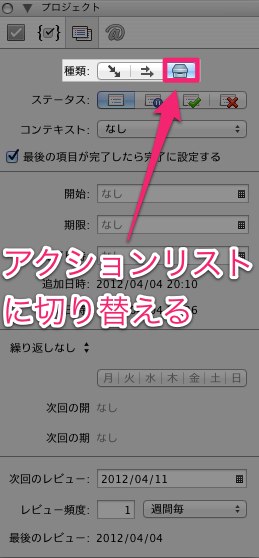 プロジェクト
種類:
ステータス:
コンテキスト: なし
最後の項目が完了したら完了に設定する
開始: なし
期限: なし
アクションリスト
追加日時: 2012/04/04 20:10
に切り替える
繰り返しなし
月 火 水 木 金 土 日
次回の開 なし
次回の期 なし
次回のレビュー: 2012/04/11
レビュー頻度: 1 週間毎
最後のレビュー: 2012/04/04